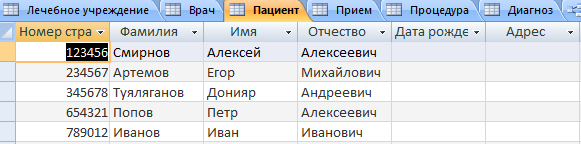 Лечебное учреждение Врач Пациент Прием Процедура Диагноз
Номер стра Фамилия Имя Отчество Дата рожде Адрес
123456 Смирнов Алексей Алексеевич
234567 Артемов Егор Михайлович
345678 Туяляганов Донияр Андреевич
654321 Попов Петр Алексеевич
789012 Иванов Иван Иванович